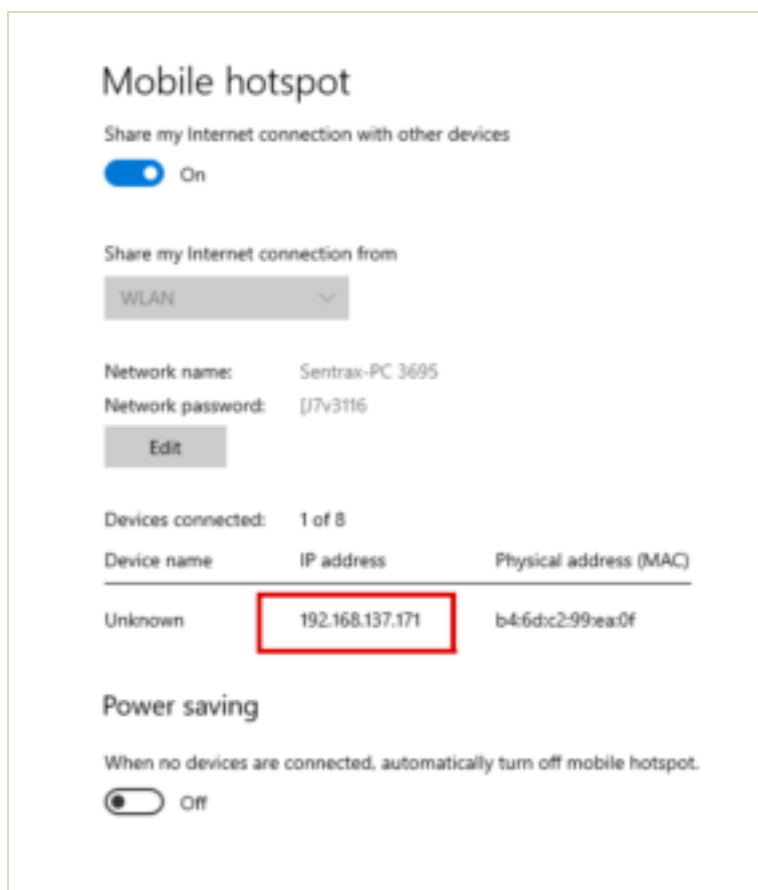 Mobile hotspot
Share my Internet connection with other devices
On
Share my Internet connection from
WLAN
Network name: Sentrax-PC 3695
Network password: [J7v3116
Edit
Devices connected: 1 of 8
Device name IP address Physical address (MAC)
Unknown 192.168.137.171 b4:6d:c2:99:ea:0f
Power saving
When no devices are connected, automatically turn off mobile hotspot.
Off